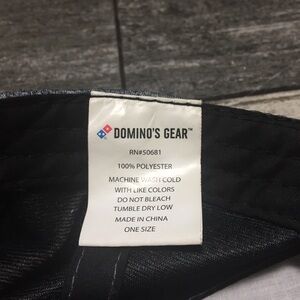 DOMINO'S GEAR™
RN#50681
100% POLYESTER
MACHINE WASH COLD
WITH LIKE COLORS
DO NOT BLEACH
TUMBLE DRY LOW
MADE IN CHINA
ONE SIZE